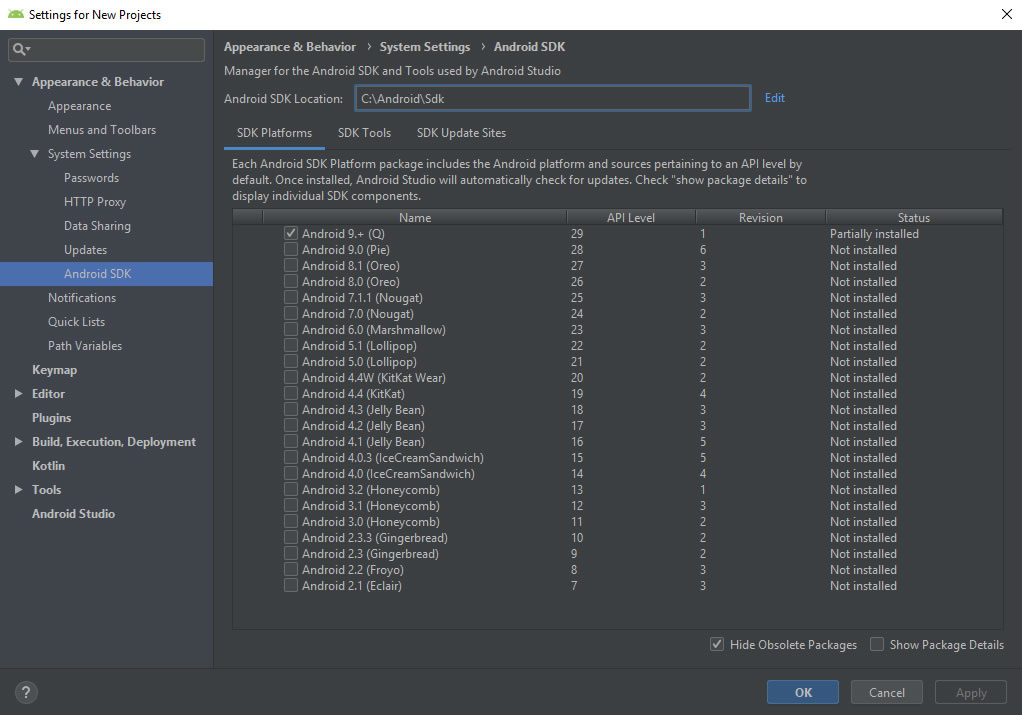 Settings for New Projects
Appearance & Behavior
Appearance
Menus and Toolbars
System Settings
Passwords
HTTP Proxy
Data Sharing
Updates
Android SDK
Notifications
Quick Lists
Path Variables
Keymap
Editor
Plugins
Build, Execution, Deployment
Kotlin
Tools
Android Studio
Appearance & Behavior › System Settings › Android SDK
Manager for the Android SDK and Tools used by Android Studio
Android SDK Location: C:\Android\Sdk Edit
SDK Platforms SDK Tools SDK Update Sites
Each Android SDK Platform package includes the Android platform and sources pertaining to an API level by
default. Once installed, Android Studio will automatically check for updates. Check "show package details" to
display individual SDK components.
Name API Level Revision Status
Android 9.+ (Q) 29 1 Partially installed
Android 9.0 (Pie) 28 6 Not installed
Android 8.1 (Oreo) 27 3 Not installed
Android 8.0 (Oreo) 26 2 Not installed
Android 7.1.1 (Nougat) 25 3 Not installed
Android 7.0 (Nougat) 24 2 Not installed
Android 6.0 (Marshmallow) 23 3 Not installed
Android 5.1 (Lollipop) 22 2 Not installed
Android 5.0 (Lollipop) 21 2 Not installed
Android 4.4W (KitKat Wear) 20 2 Not installed
Android 4.4 (KitKat) 19 4 Not installed
Android 4.3 (Jelly Bean) 18 3 Not installed
Android 4.2 (Jelly Bean) 17 3 Not installed
Android 4.1 (Jelly Bean) 16 5 Not installed
Android 4.0.3 (IceCreamSandwich) 15 5 Not installed
Android 4.0 (IceCreamSandwich) 14 4 Not installed
Android 3.2 (Honeycomb) 13 1 Not installed
Android 3.1 (Honeycomb) 12 3 Not installed
Android 3.0 (Honeycomb) 11 2 Not installed
Android 2.3.3 (Gingerbread) 10 2 Not installed
Android 2.3 (Gingerbread) 9 2 Not installed
Android 2.2 (Froyo) 8 3 Not installed
Android 2.1 (Eclair) 7 3 Not installed
Hide Obsolete Packages Show Package Details
? OK Cancel Apply